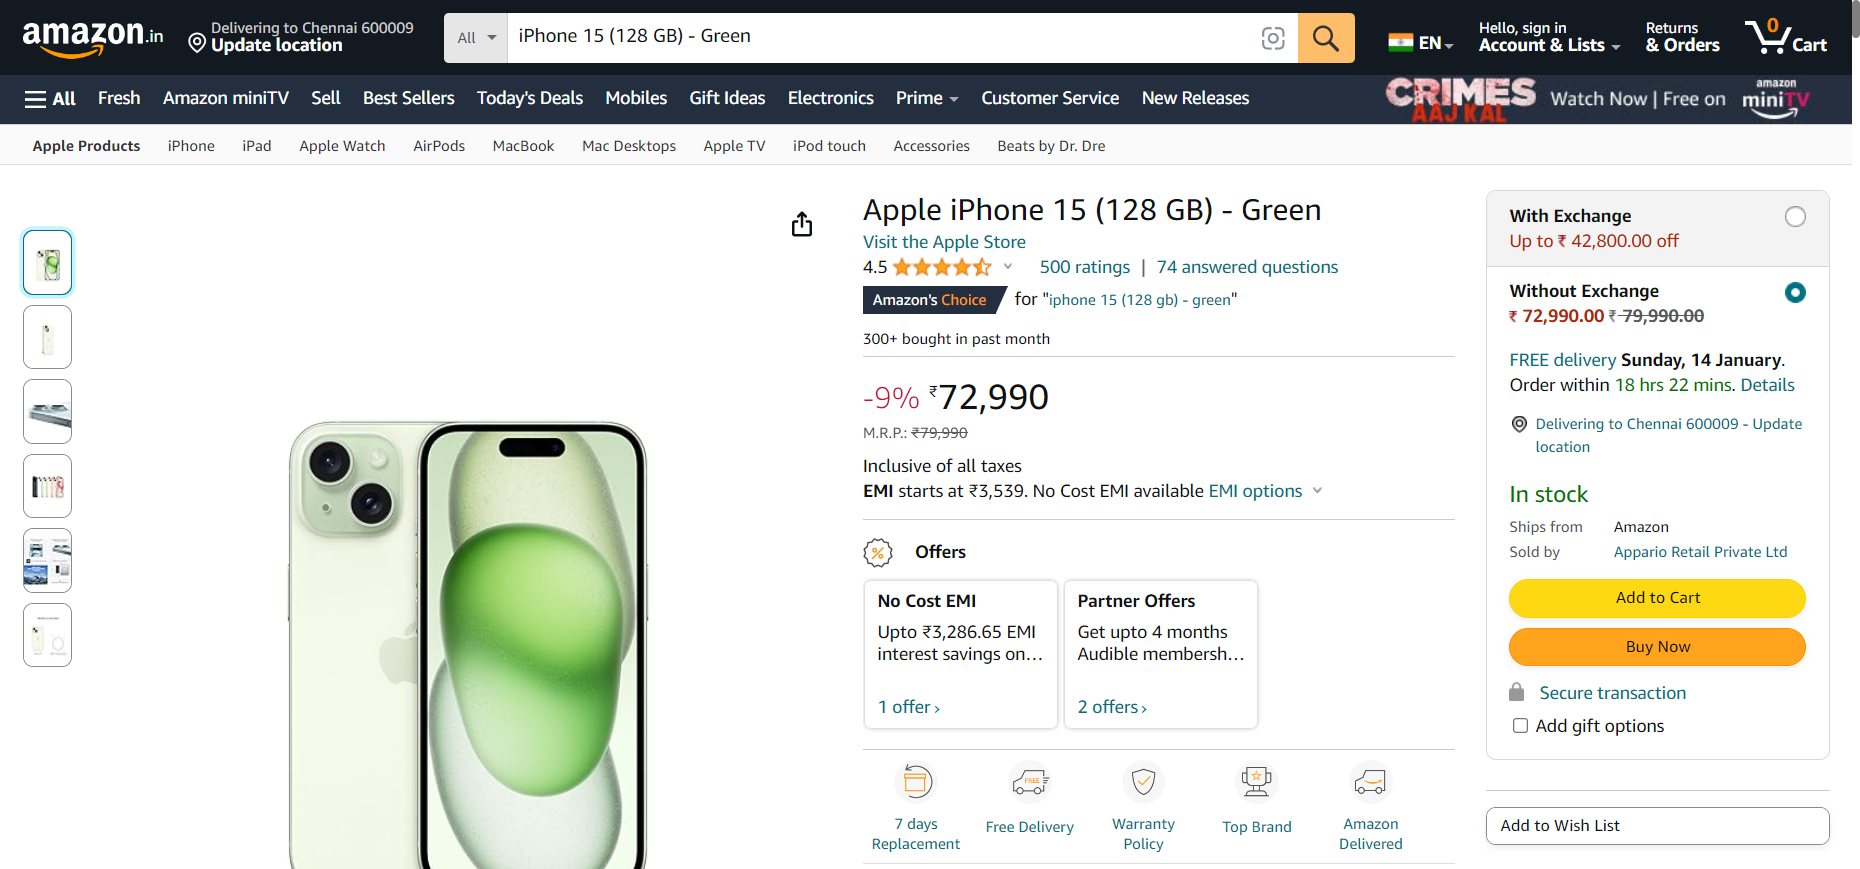 amazon.in
Delivering to Chennai 600009
Update location
All
iPhone 15 (128 GB) - Green
EN
Hello, sign in
Account & Lists
Returns
& Orders
0
Cart
All
Fresh
Amazon miniTV
Sell
Best Sellers
Today's Deals
Mobiles
Gift Ideas
Electronics
Prime
Customer Service
New Releases
CRIMES
AAJ KAL
Watch Now | Free on
amazon
miniTV
Apple Products
iPhone
iPad
Apple Watch
AirPods
MacBook
Mac Desktops
Apple TV
iPod touch
Accessories
Beats by Dr. Dre
Apple iPhone 15 (128 GB) - Green
Visit the Apple Store
4.5
500 ratings | 74 answered questions
Amazon's Choice for "iphone 15 (128 gb) - green"
300+ bought in past month
-9% ₹72,990
M.R.P.: ₹79,990
Inclusive of all taxes
EMI starts at ₹3,539. No Cost EMI available EMI options
Offers
No Cost EMI
Upto ₹3,286.65 EMI
interest savings on…
1 offer ›
Partner Offers
Get upto 4 months
Audible membersh…
2 offers ›
7 days
Replacement
Free Delivery
FREE
Warranty
Policy
Top Brand
Amazon
Delivered
With Exchange
Up to ₹ 42,800.00 off
Without Exchange
₹ 72,990.00 ₹ 79,990.00
FREE delivery Sunday, 14 January.
Order within 18 hrs 22 mins. Details
Delivering to Chennai 600009 - Update
location
In stock
Ships from Amazon
Sold by Appario Retail Private Ltd
Add to Cart
Buy Now
Secure transaction
Add gift options
Add to Wish List